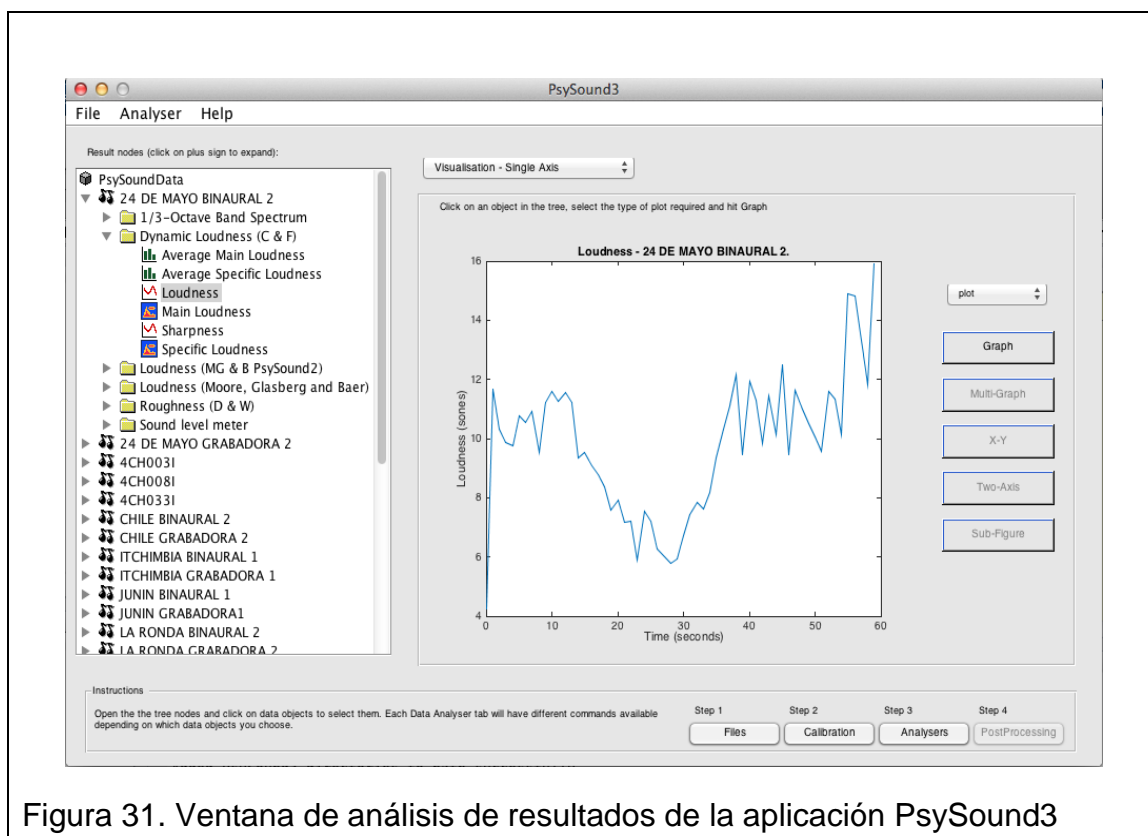 PsySound3
File Analyser Help
Result nodes (click on plus sign to expand):
PsySoundData
24 DE MAYO BINAURAL 2
1/3-Octave Band Spectrum
Dynamic Loudness (C & F)
Average Main Loudness
Average Specific Loudness
Loudness
Main Loudness
Sharpness
Specific Loudness
Loudness (MG & B PsySound2)
Loudness (Moore, Glasberg and Baer)
Roughness (D & W)
Sound level meter
24 DE MAYO GRABADORA 2
4CH003I
4CH008I
4CH033I
CHILE BINAURAL 2
CHILE GRABADORA 2
ITCHIMBIA BINAURAL 1
ITCHIMBIA GRABADORA 1
JUNIN BINAURAL 1
JUNIN GRABADORA1
LA RONDA BINAURAL 2
LA RONDA GRABADORA 2
Visualisation - Single Axis
Click on an object in the tree, select the type of plot required and hit Graph
Loudness - 24 DE MAYO BINAURAL 2.
16
14
12
10
8
6
4
Loudness (sones)
0 10 20 30 40 50 60
Time (seconds)
plot
Graph
Multi-Graph
X-Y
Two-Axis
Sub-Figure
Instructions
Open the the tree nodes and click on data objects to select them. Each Data Analyser tab will have different commands available
depending on which data objects you choose.
Step 1 Step 2 Step 3 Step 4
Files Calibration Analysers PostProcessing
Figura 31. Ventana de análisis de resultados de la aplicación PsySound3